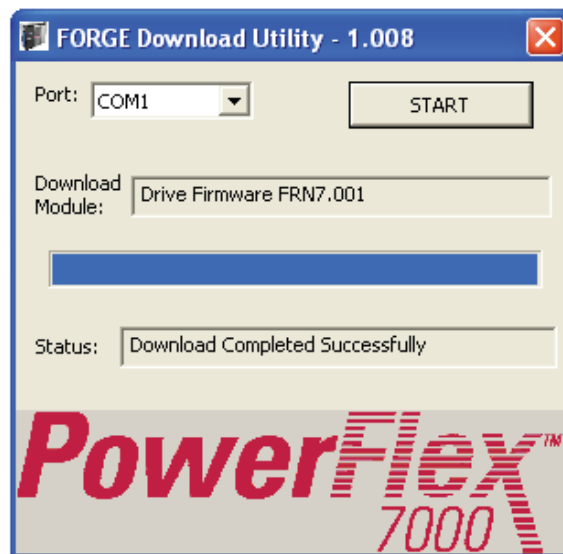 FORGE Download Utility - 1.008
Port:
COM1
START
Download
Module:
Drive Firmware FRN7.001
Status:
Download Completed Successfully
PowerFlex™
7000